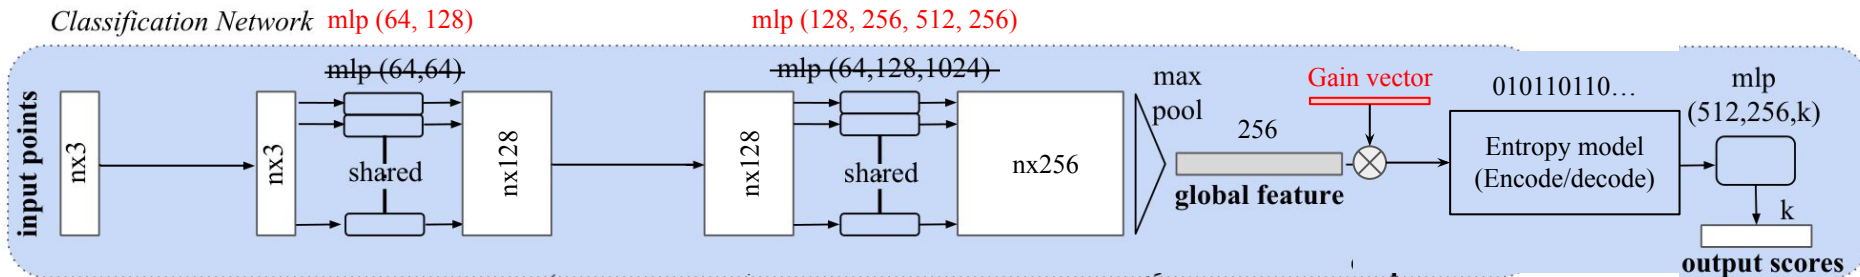 Classification Network mlp (64, 128) mlp (128, 256, 512, 256)
mlp (64,64)
mlp (64,128,1024)
input points
nx3
nx3
shared
nx128
nx128
shared
nx256
max
pool
256
global feature
Gain vector
010110110...
Entropy model
(Encode/decode)
mlp
(512,256,k)
k
output scores